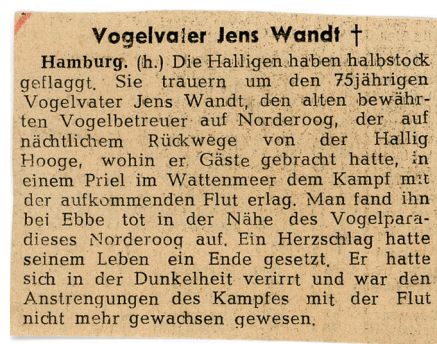 Vogelvater Jens Wandt †
Hamburg. (h.) Die Halligen haben halbstock
geflaggt. Sie trauern um den 75jährigen
Vogelvater Jens Wandt, den alten bewähr-
ten Vogelbetreuer auf Norderoog, der auf
nächtlichem Rückwege von der Hallig
Hooge, wohin er Gäste gebracht hatte, in
einem Priel im Wattenmeer dem Kampf mit
der aufkommenden Flut erlag. Man fand ihn
bei Ebbe tot in der Nähe des Vogelpara-
dieses Norderoog auf. Ein Herzschlag hatte
seinem Leben ein Ende gesetzt. Er hatte
sich in der Dunkelheit verirrt und war den
Anstrengungen des Kampfes mit der Flut
nicht mehr gewachsen gewesen.